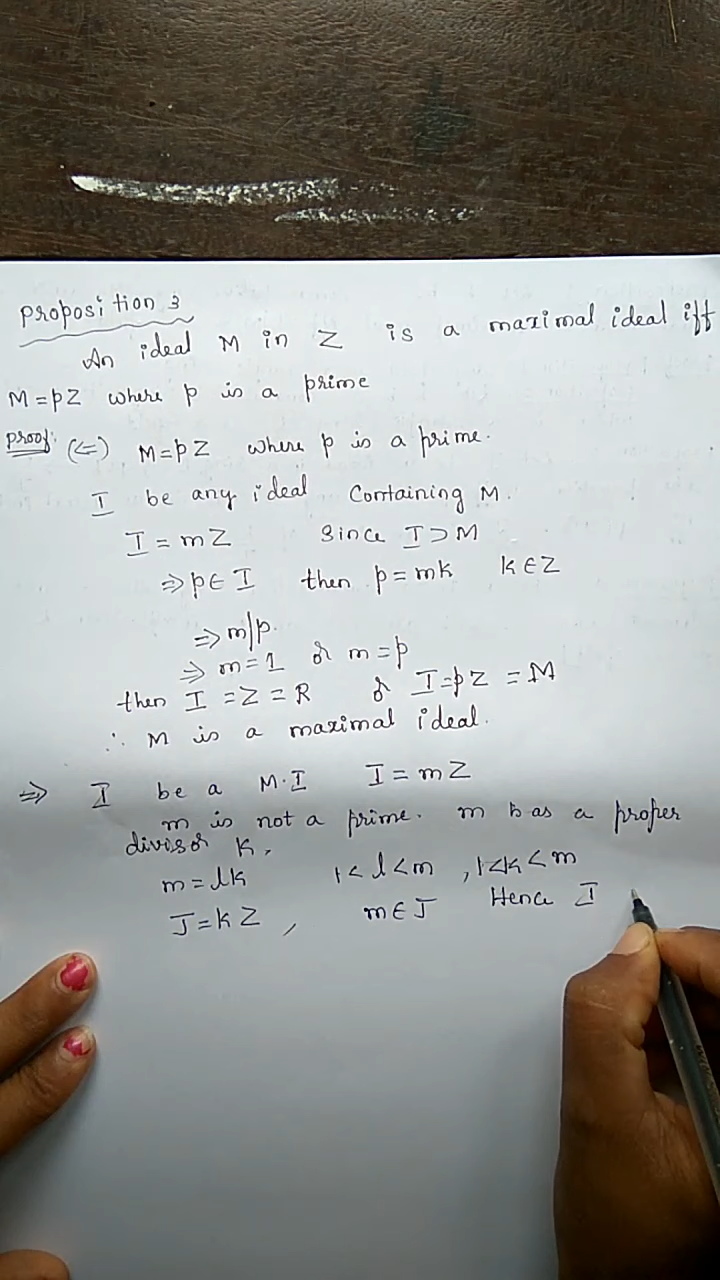 Proposition 3
An ideal M in Z is a maximal ideal iff
M = pZ where p is a prime
Proof: (⇐) M = pZ where p is a prime.
I be any ideal Containing M.
I = mZ Since I ⊃ M
⇒ p ∈ I then p = mk k ∈ Z
⇒ m/p.
⇒ m = 1 or m = p
then I = Z = R or I = pZ = M
∴ M is a maximal ideal.
⇒ I be a M.I I = mZ
m is not a prime. m has a proper
divisor k,
m = lk 1 < l < m , 1 < k < m
J = kZ , m ∈ J Hence I